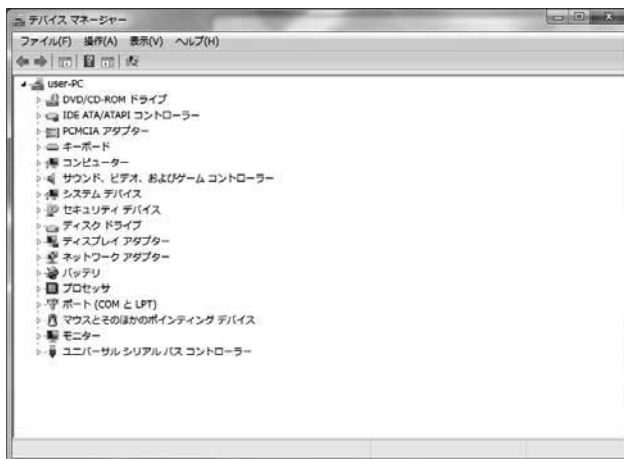 デバイス マネージャー
ファイル(F) 操作(A) 表示(V) ヘルプ(H)
user-PC
DVD/CD-ROM ドライブ
IDE ATA/ATAPI コントローラー
PCMCIA アダプター
キーボード
コンピューター
サウンド、ビデオ、およびゲーム コントローラー
システム デバイス
セキュリティ デバイス
ディスク ドライブ
ディスプレイ アダプター
ネットワーク アダプター
バッテリ
プロセッサ
ポート (COM と LPT)
マウスとそのほかのポインティング デバイス
モニター
ユニバーサル シリアル バス コントローラー